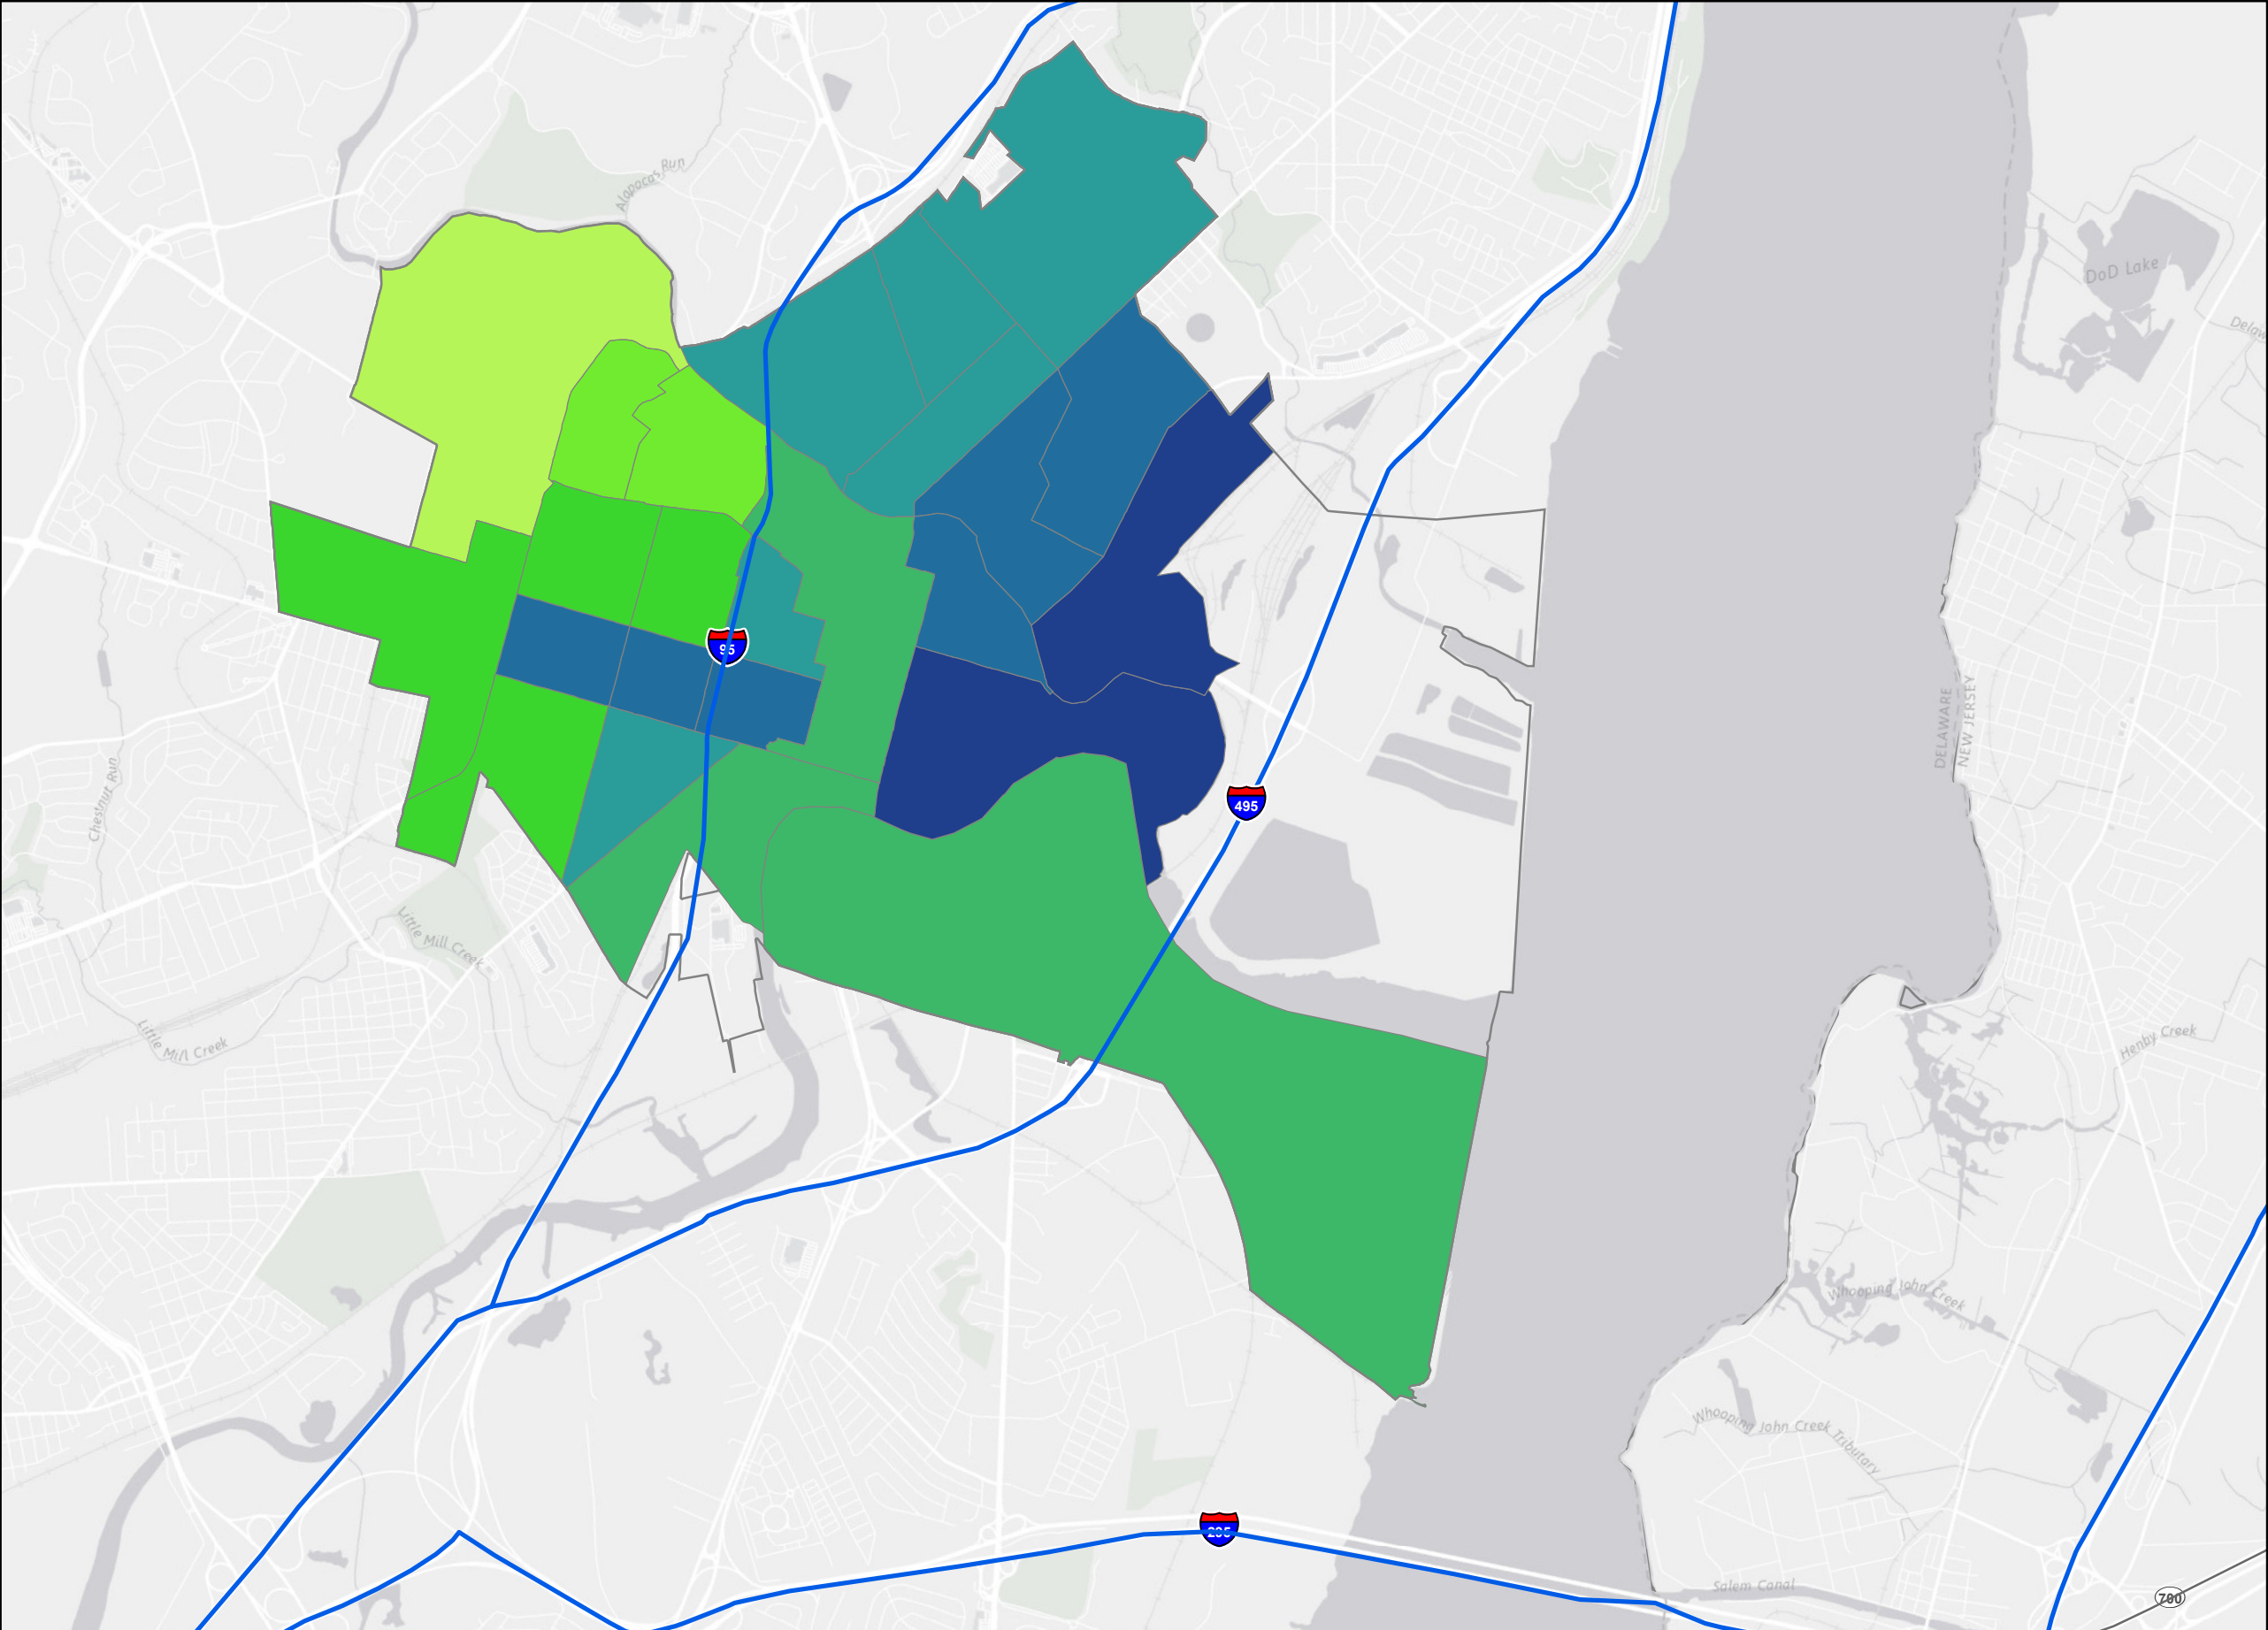 Alapocas Run
DoD Lake
95
DELAWARE
NEW JERSEY
Chestnut Run
495
Little Mill Creek
Little Mill Creek
Henby Creek
Whooping John Creek
Whooping John Creek Tributary
295
Salem Canal
700